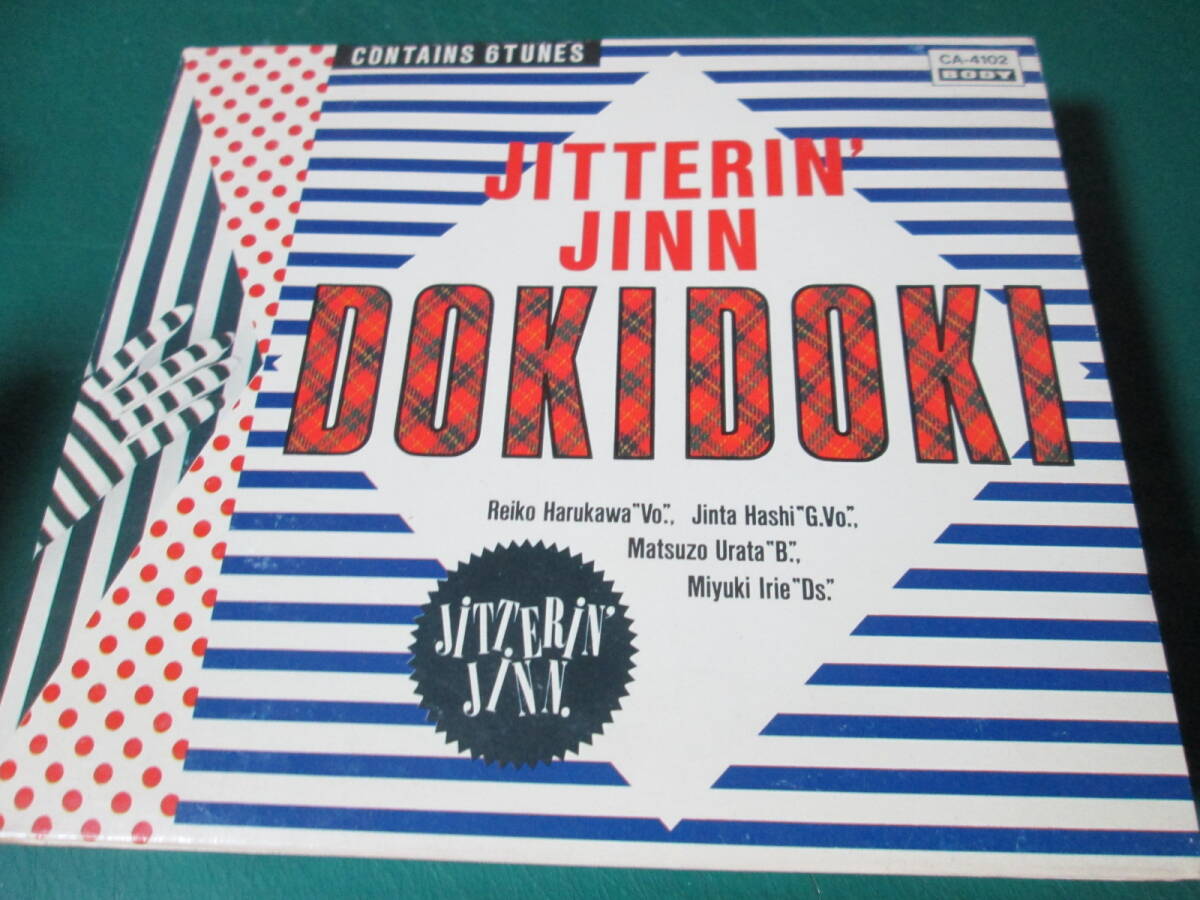 CONTAINS 6TUNES
CA-4102
BODY
JITTERIN'
JINN
DOKIDOKI
Reiko Harukawa"Vo.", Jinta Hashi"G.Vo.",
Matsuzo Urata"B.",
Miyuki Irie"Ds."
JITTERIN'
JINN.